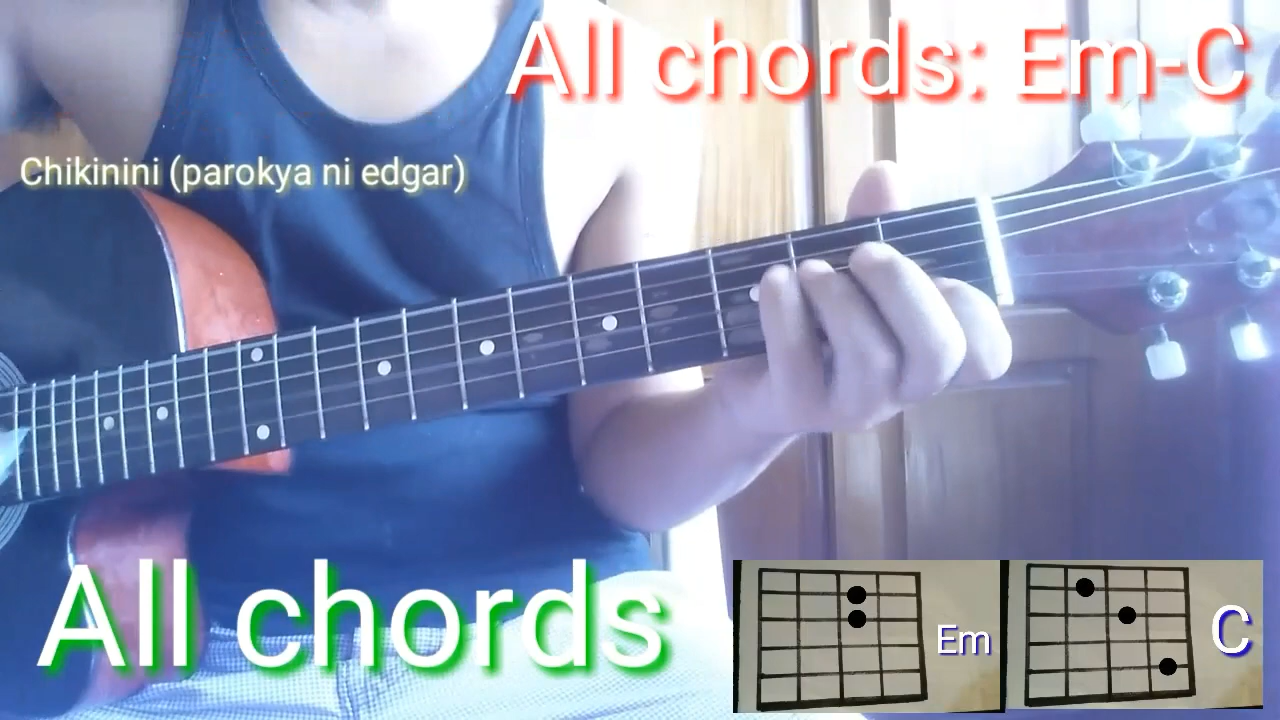 All chords: Em-C
Chikinini (parokya ni edgar)
All chords
Em
C